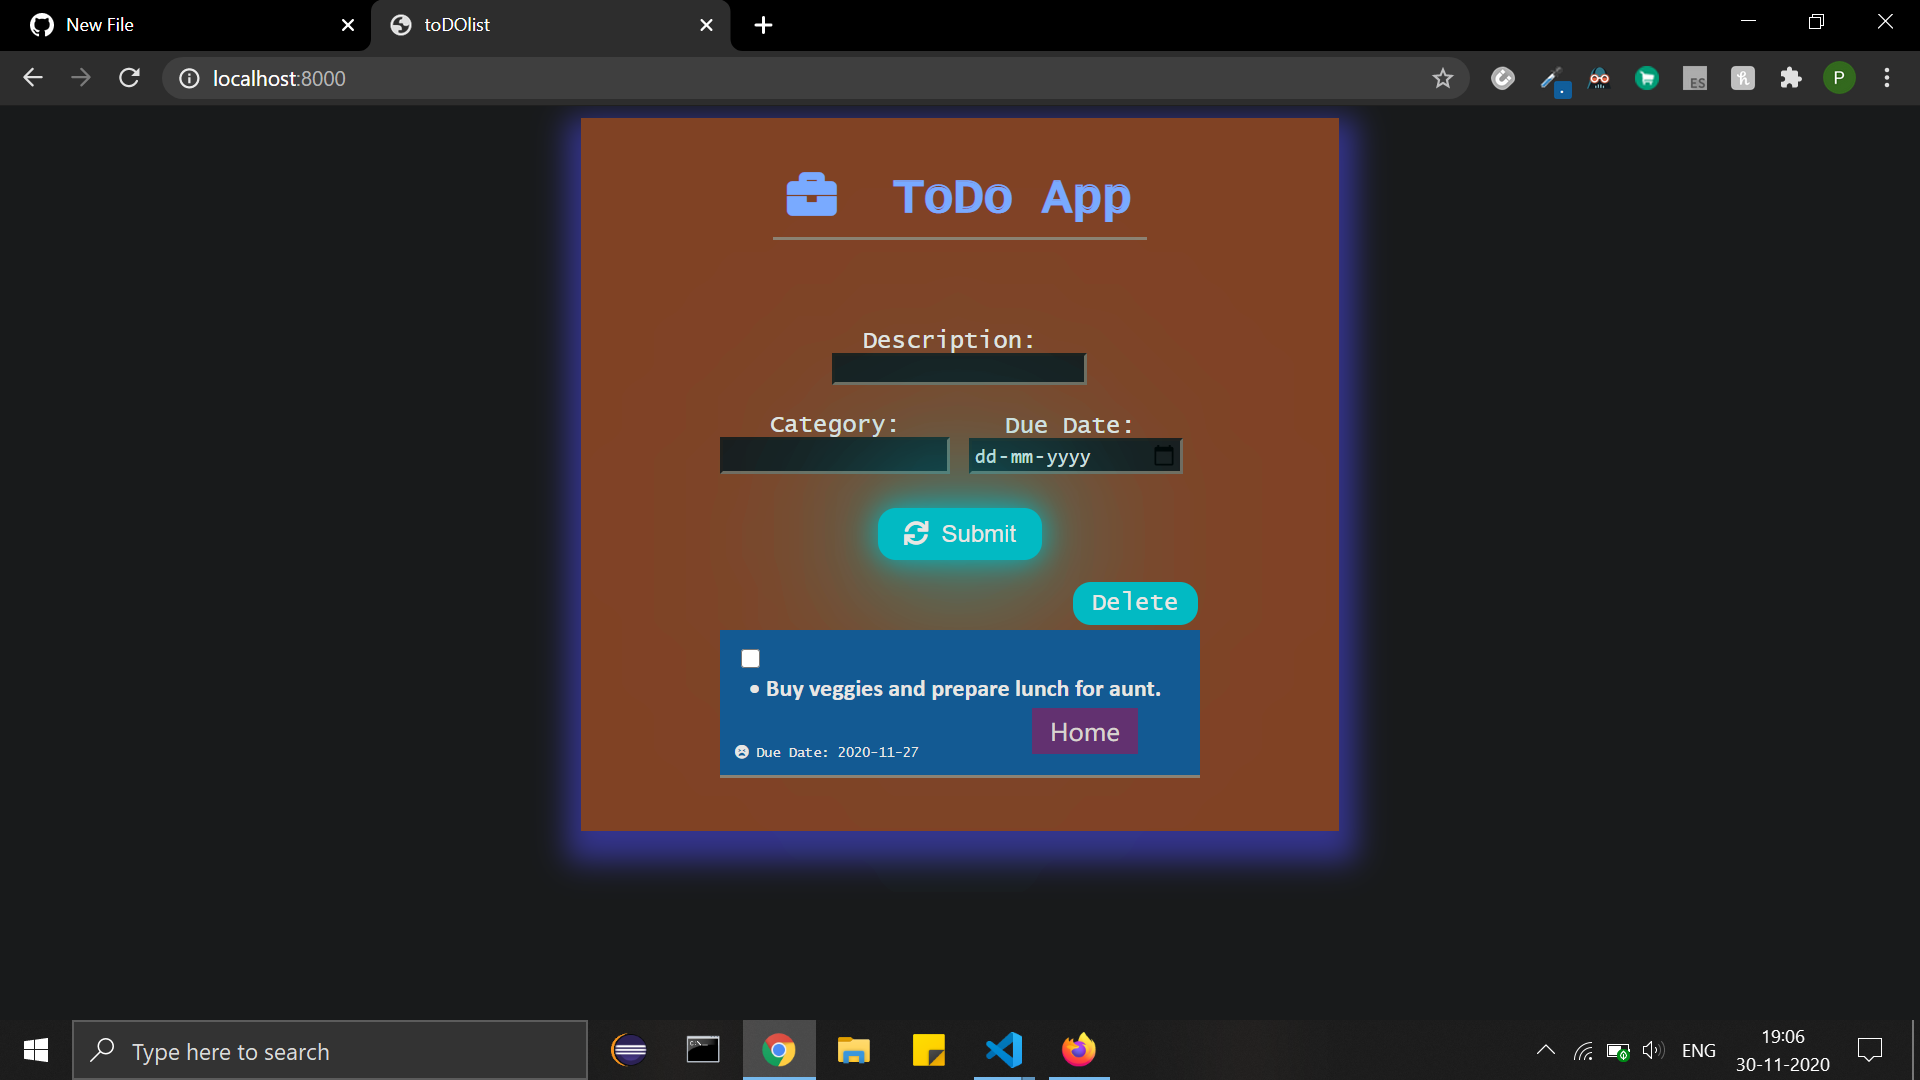 New File
toDOlist
localhost:8000
ES
P
ToDo App
Description:
Category:
Due Date:
dd-mm-yyyy
Submit
Delete
• Buy veggies and prepare lunch for aunt.
Home
Due Date: 2020-11-27
Type here to search
ENG
19:06
30-11-2020